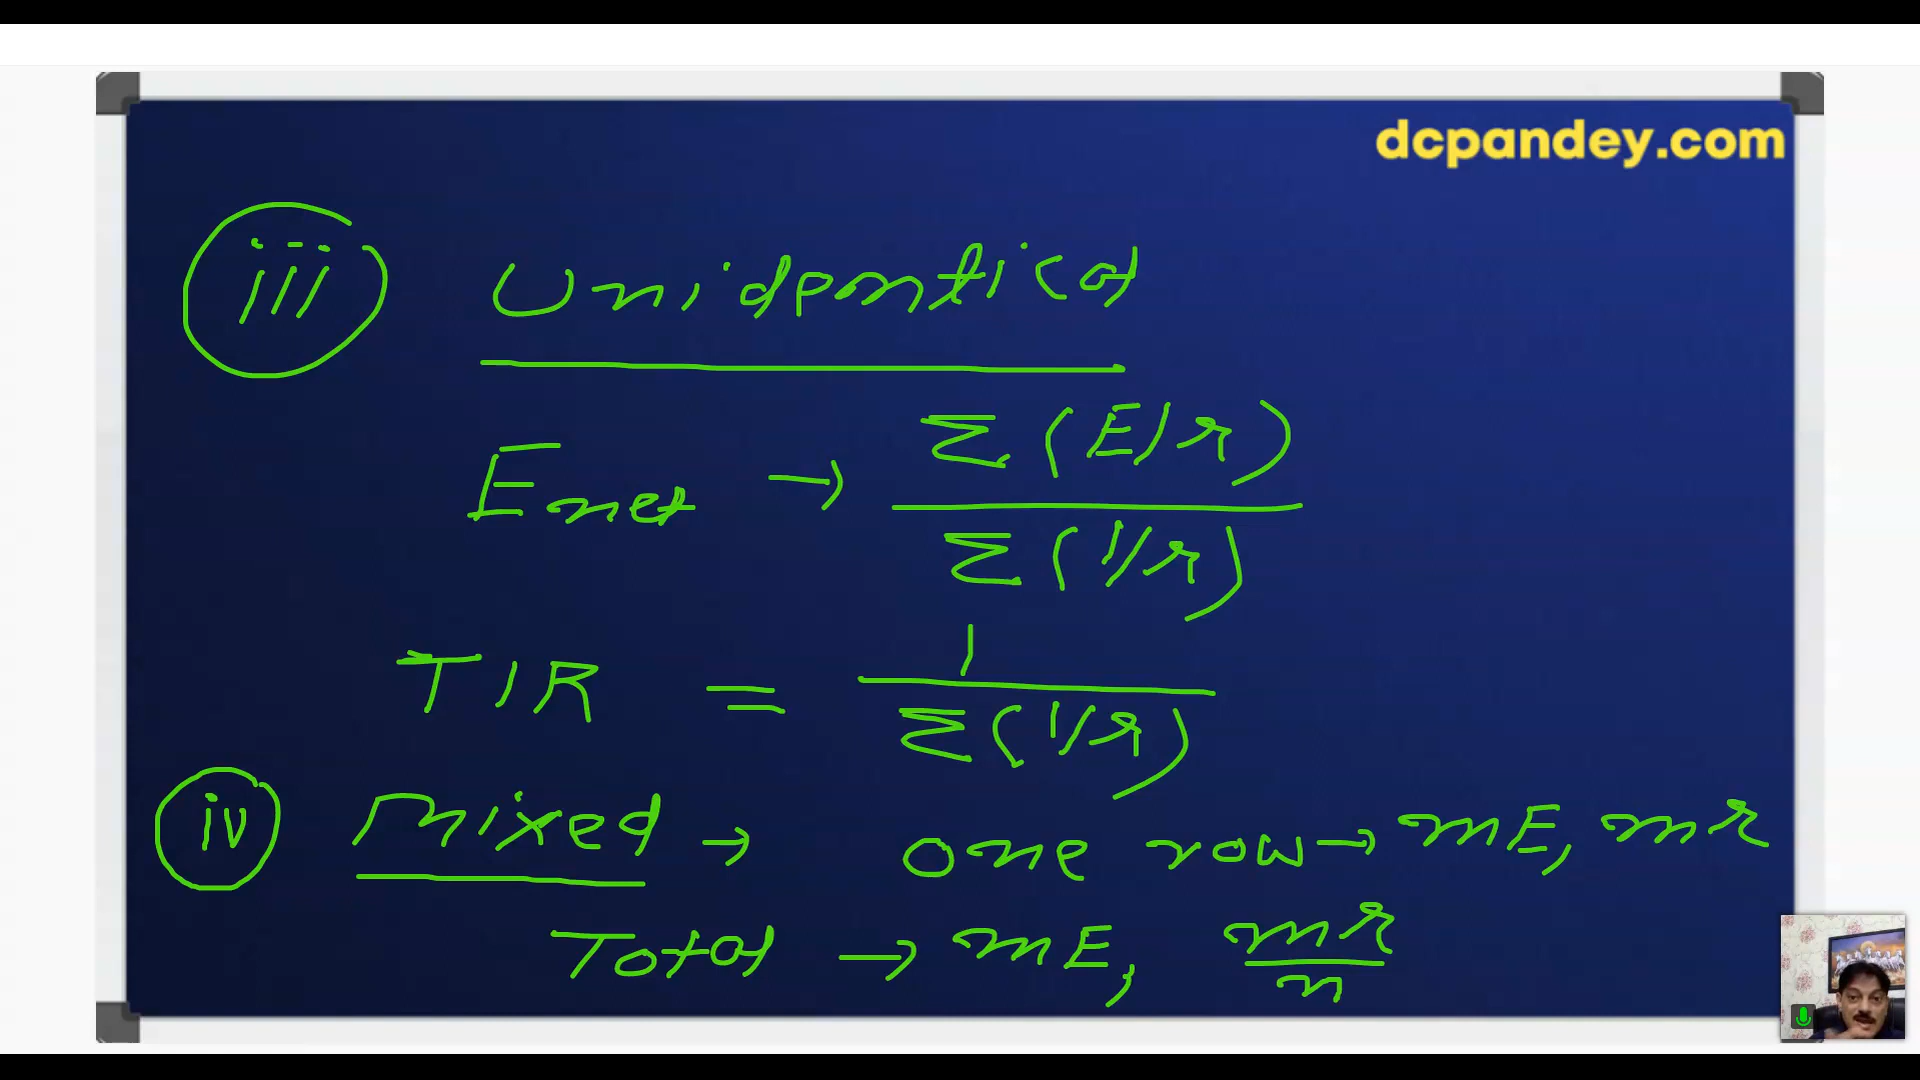 dcpandey.com
iii Unidentical
Enet → Σ(E/r) / Σ(1/r)
TIR = 1 / Σ(1/r)
iv Mixed → one row → mE, mr
Total → mE, mr/n